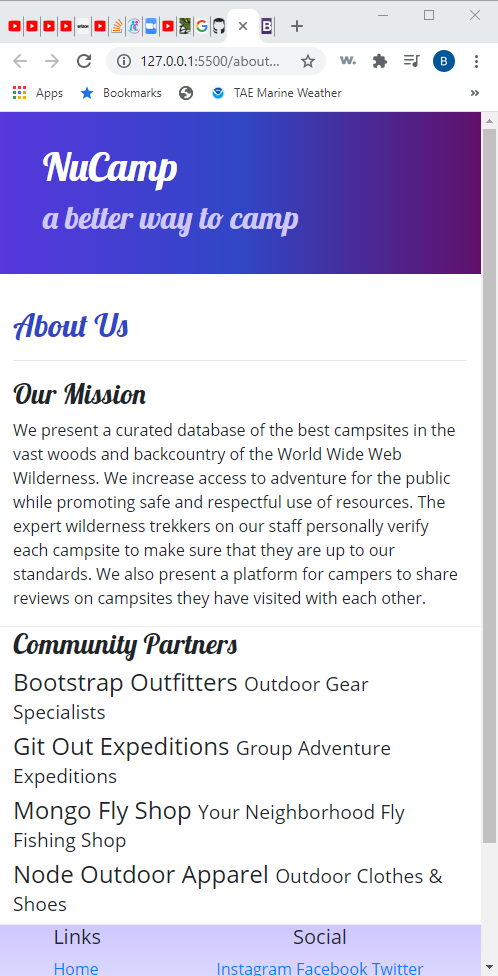 127.0.0.1:5500/about...
W.
B
Apps
Bookmarks
TAE Marine Weather
»
NuCamp
a better way to camp
About Us
Our Mission
We present a curated database of the best campsites in the
vast woods and backcountry of the World Wide Web
Wilderness. We increase access to adventure for the public
while promoting safe and respectful use of resources. The
expert wilderness trekkers on our staff personally verify
each campsite to make sure that they are up to our
standards. We also present a platform for campers to share
reviews on campsites they have visited with each other.
Community Partners
Bootstrap Outfitters Outdoor Gear
Specialists
Git Out Expeditions Group Adventure
Expeditions
Mongo Fly Shop Your Neighborhood Fly
Fishing Shop
Node Outdoor Apparel Outdoor Clothes &
Shoes
Links Social
Home Instagram Facebook Twitter